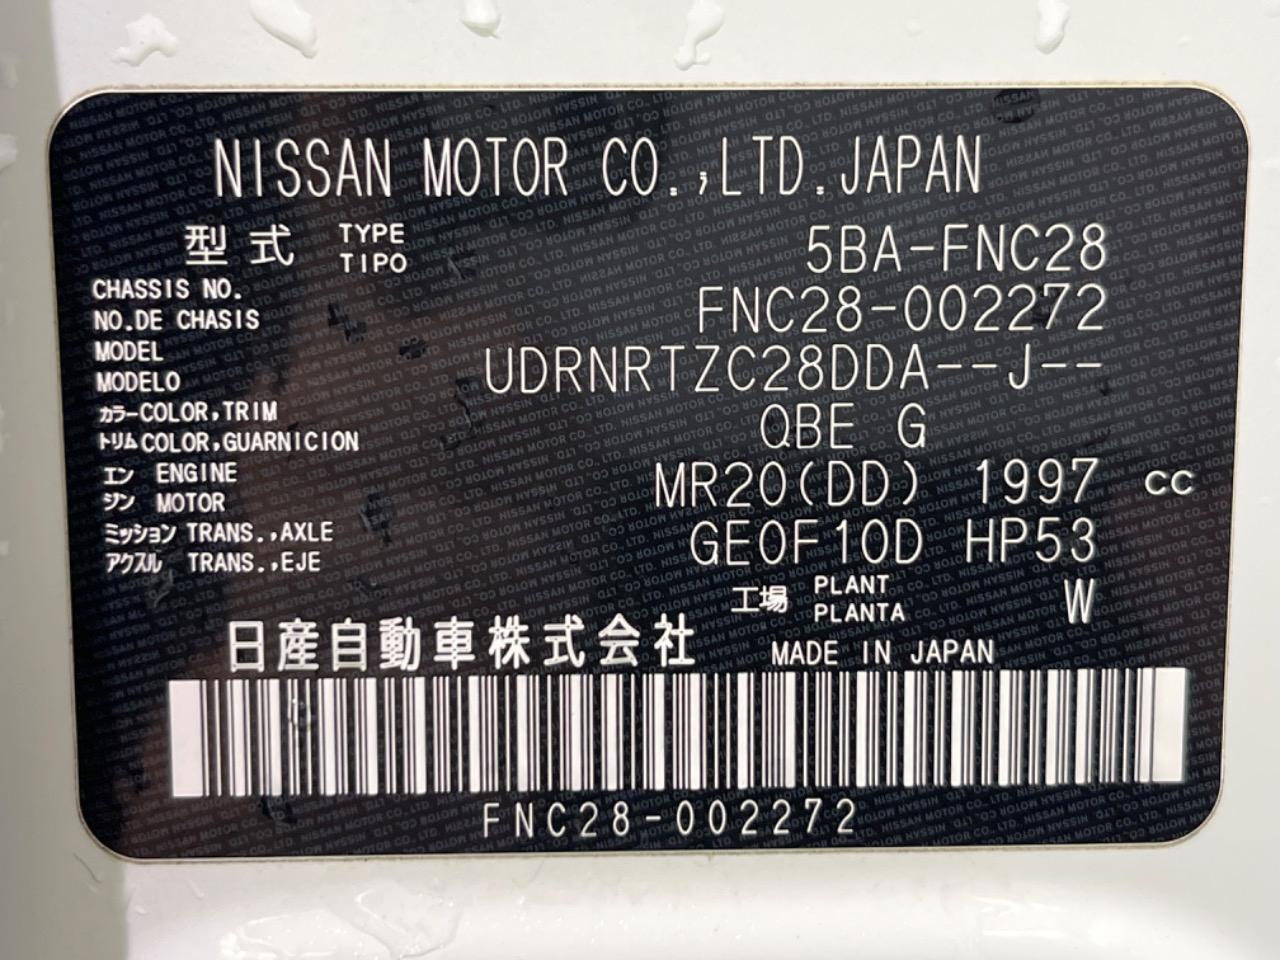 NISSAN MOTOR CO.,LTD.JAPAN
型式 TYPE TIPO 5BA-FNC28
CHASSIS NO.
NO.DE CHASIS FNC28-002272
MODEL
MODELO UDRNRTZC28DDA--J--
カラー COLOR,TRIM
トリム COLOR,GUARNICION QBE G
エン ENGINE
ジン MOTOR MR20(DD) 1997 cc
ミッション TRANS.,AXLE
アクスル TRANS.,EJE GE0F10D HP53
工場 PLANT PLANTA W
日産自動車株式会社 MADE IN JAPAN
FNC28-002272